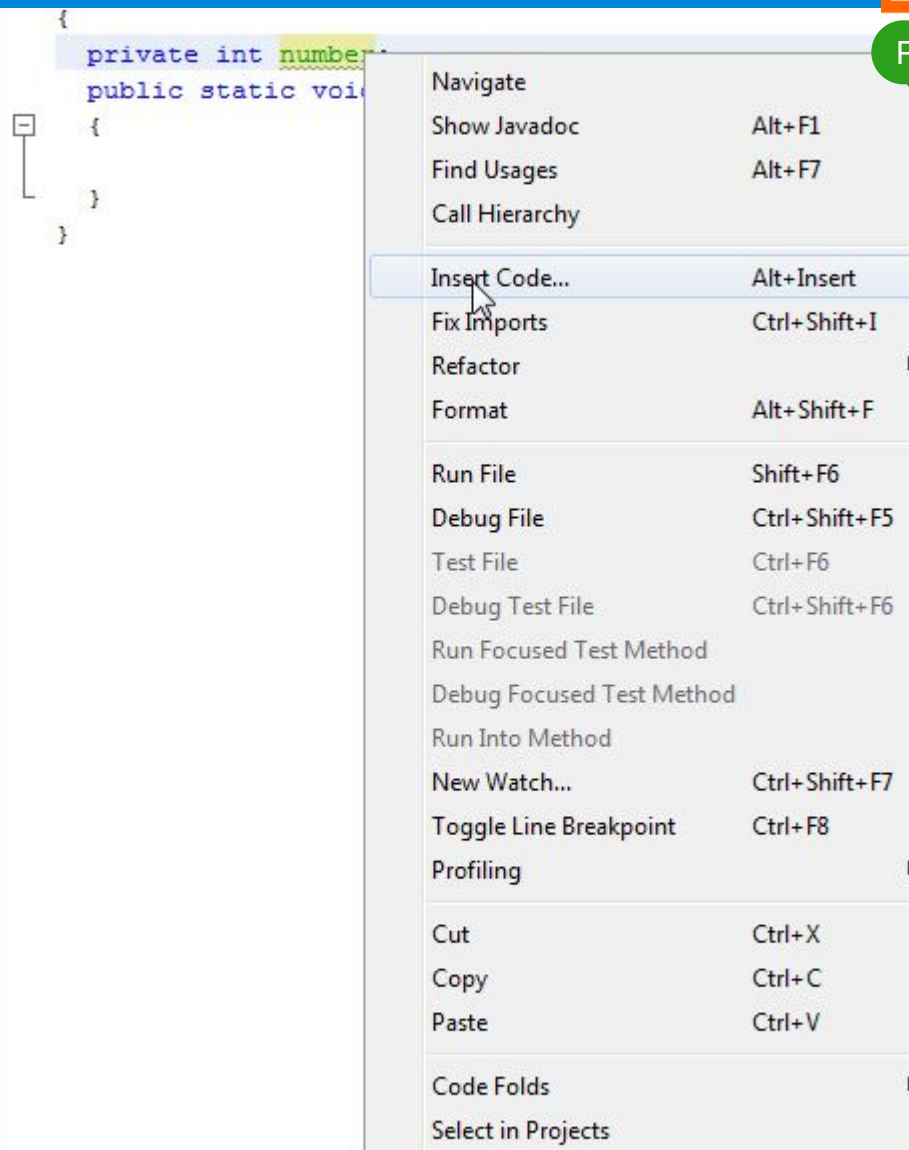 {
private int number;
public static void
{
}
}
Navigate
Show Javadoc Alt+F1
Find Usages Alt+F7
Call Hierarchy
Insert Code... Alt+Insert
Fix Imports Ctrl+Shift+I
Refactor
Format Alt+Shift+F
Run File Shift+F6
Debug File Ctrl+Shift+F5
Test File Ctrl+F6
Debug Test File Ctrl+Shift+F6
Run Focused Test Method
Debug Focused Test Method
Run Into Method
New Watch... Ctrl+Shift+F7
Toggle Line Breakpoint Ctrl+F8
Profiling
Cut Ctrl+X
Copy Ctrl+C
Paste Ctrl+V
Code Folds
Select in Projects